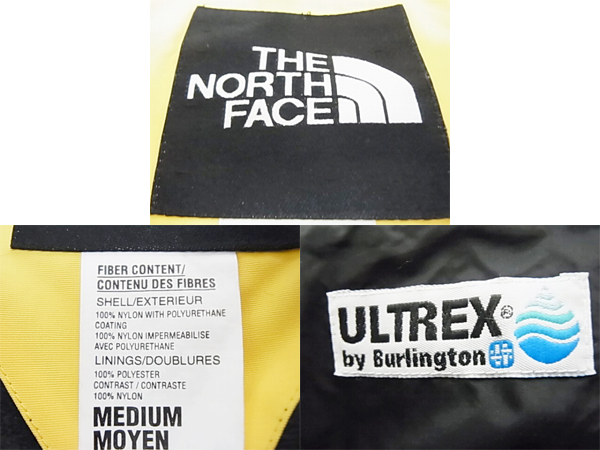 THE
NORTH
FACE
FIBER CONTENT/
CONTENU DES FIBRES
SHELL/EXTERIEUR
100% NYLON WITH POLYURETHANE
COATING
100% NYLON IMPERMEABILISE
AVEC POLYURETHANE
LININGS/DOUBLURES
100% POLYESTER
CONTRAST / CONTRASTE
100% NYLON
MEDIUM
MOYEN
ULTREX®
by Burlington